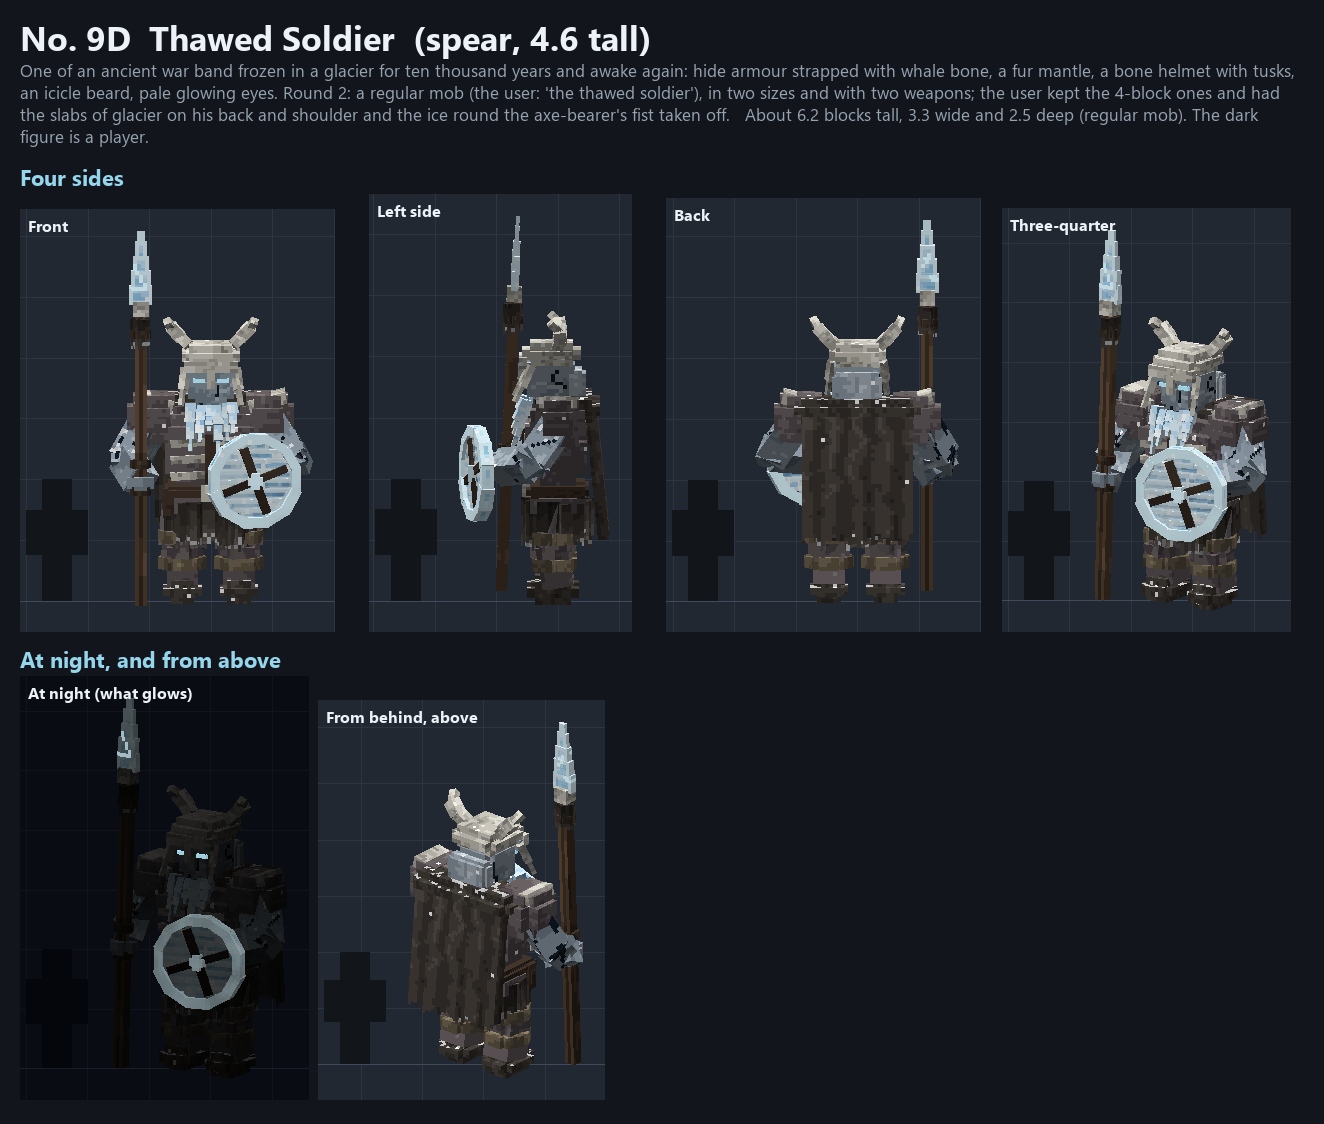 No. 9D  Thawed Soldier  (spear, 4.6 tall)
One of an ancient war band frozen in a glacier for ten thousand years and awake again: hide armour strapped with whale bone, a fur mantle, a bone helmet with tusks,
an icicle beard, pale glowing eyes. Round 2: a regular mob (the user: 'the thawed soldier'), in two sizes and with two weapons; the user kept the 4-block ones and had
the slabs of glacier on his back and shoulder and the ice round the axe-bearer's fist taken off.   About 6.2 blocks tall, 3.3 wide and 2.5 deep (regular mob). The dark
figure is a player.
Four sides
Front
Left side
Back
Three-quarter
At night, and from above
At night (what glows)
From behind, above